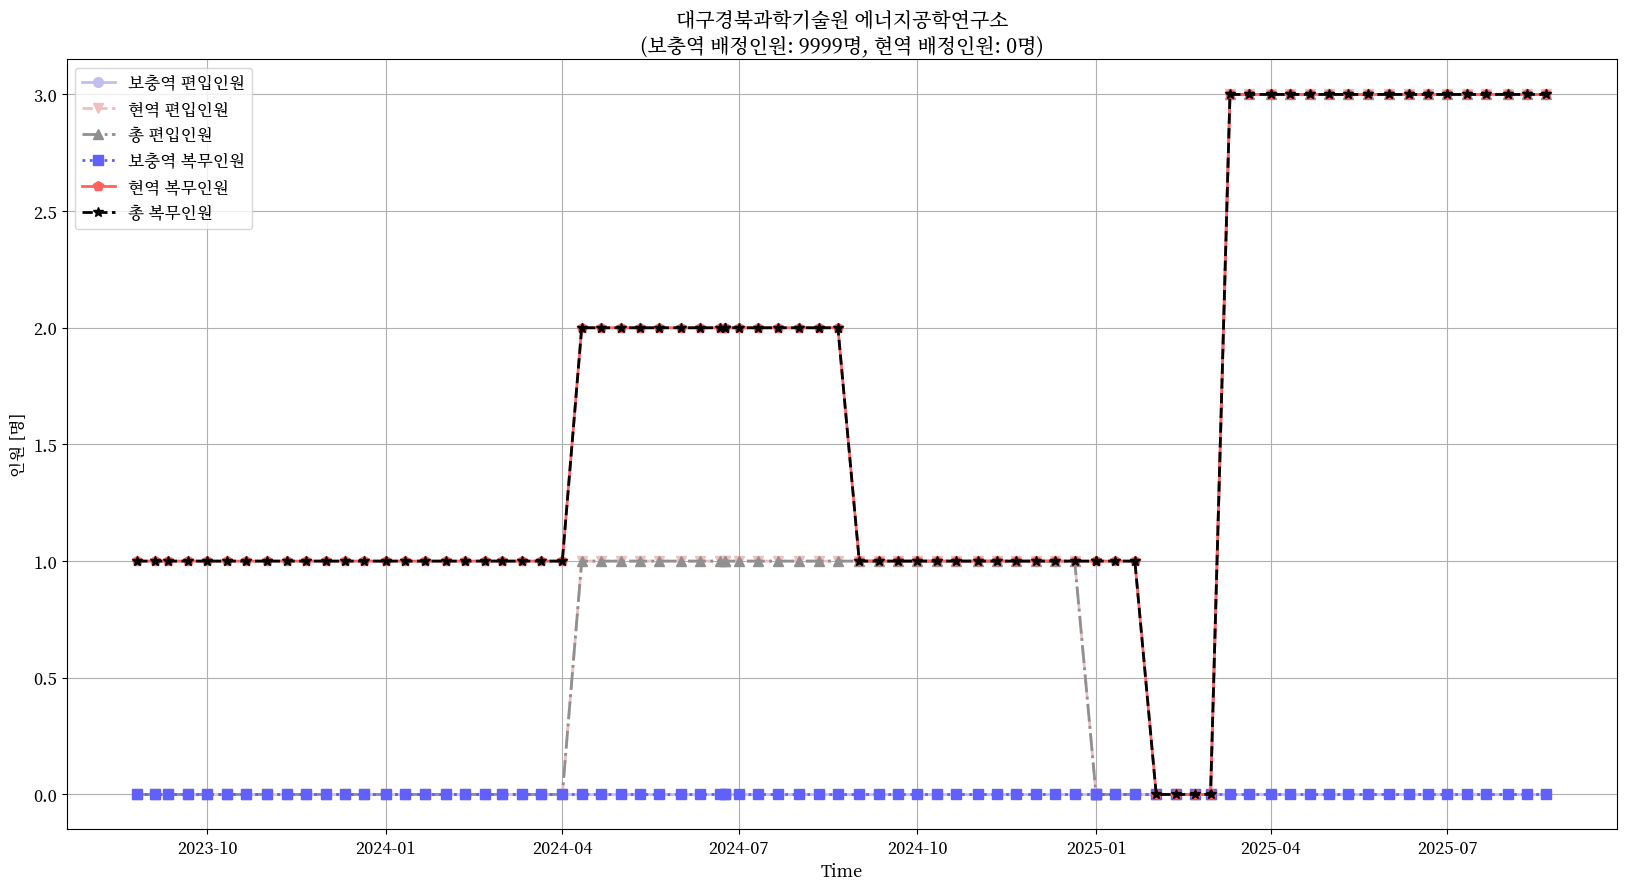 대구경북과학기술원 에너지공학연구소
(보충역 배정인원: 9999명, 현역 배정인원: 0명)
보충역 편입인원
현역 편입인원
총 편입인원
보충역 복무인원
현역 복무인원
총 복무인원
3.0
2.5
2.0
1.5
1.0
0.5
0.0
인원 [명]
2023-10
2024-01
2024-04
2024-07
2024-10
2025-01
2025-04
2025-07
Time